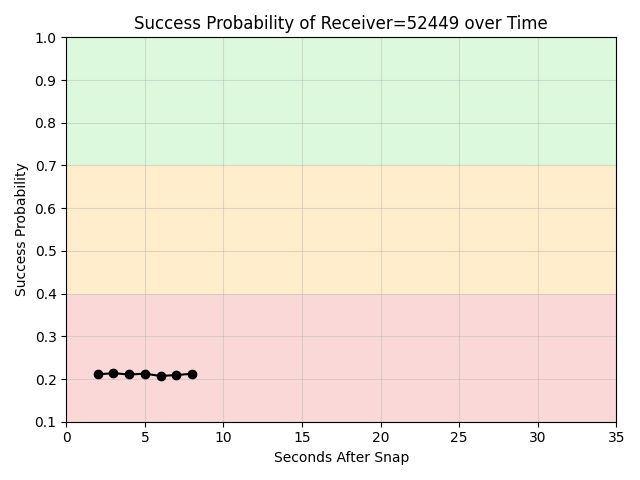 Success Probability of Receiver=52449 over Time
1.0
0.9
0.8
0.7
0.6
0.5
0.4
0.3
0.2
0.1
Success Probability
0 5 10 15 20 25 30 35
Seconds After Snap